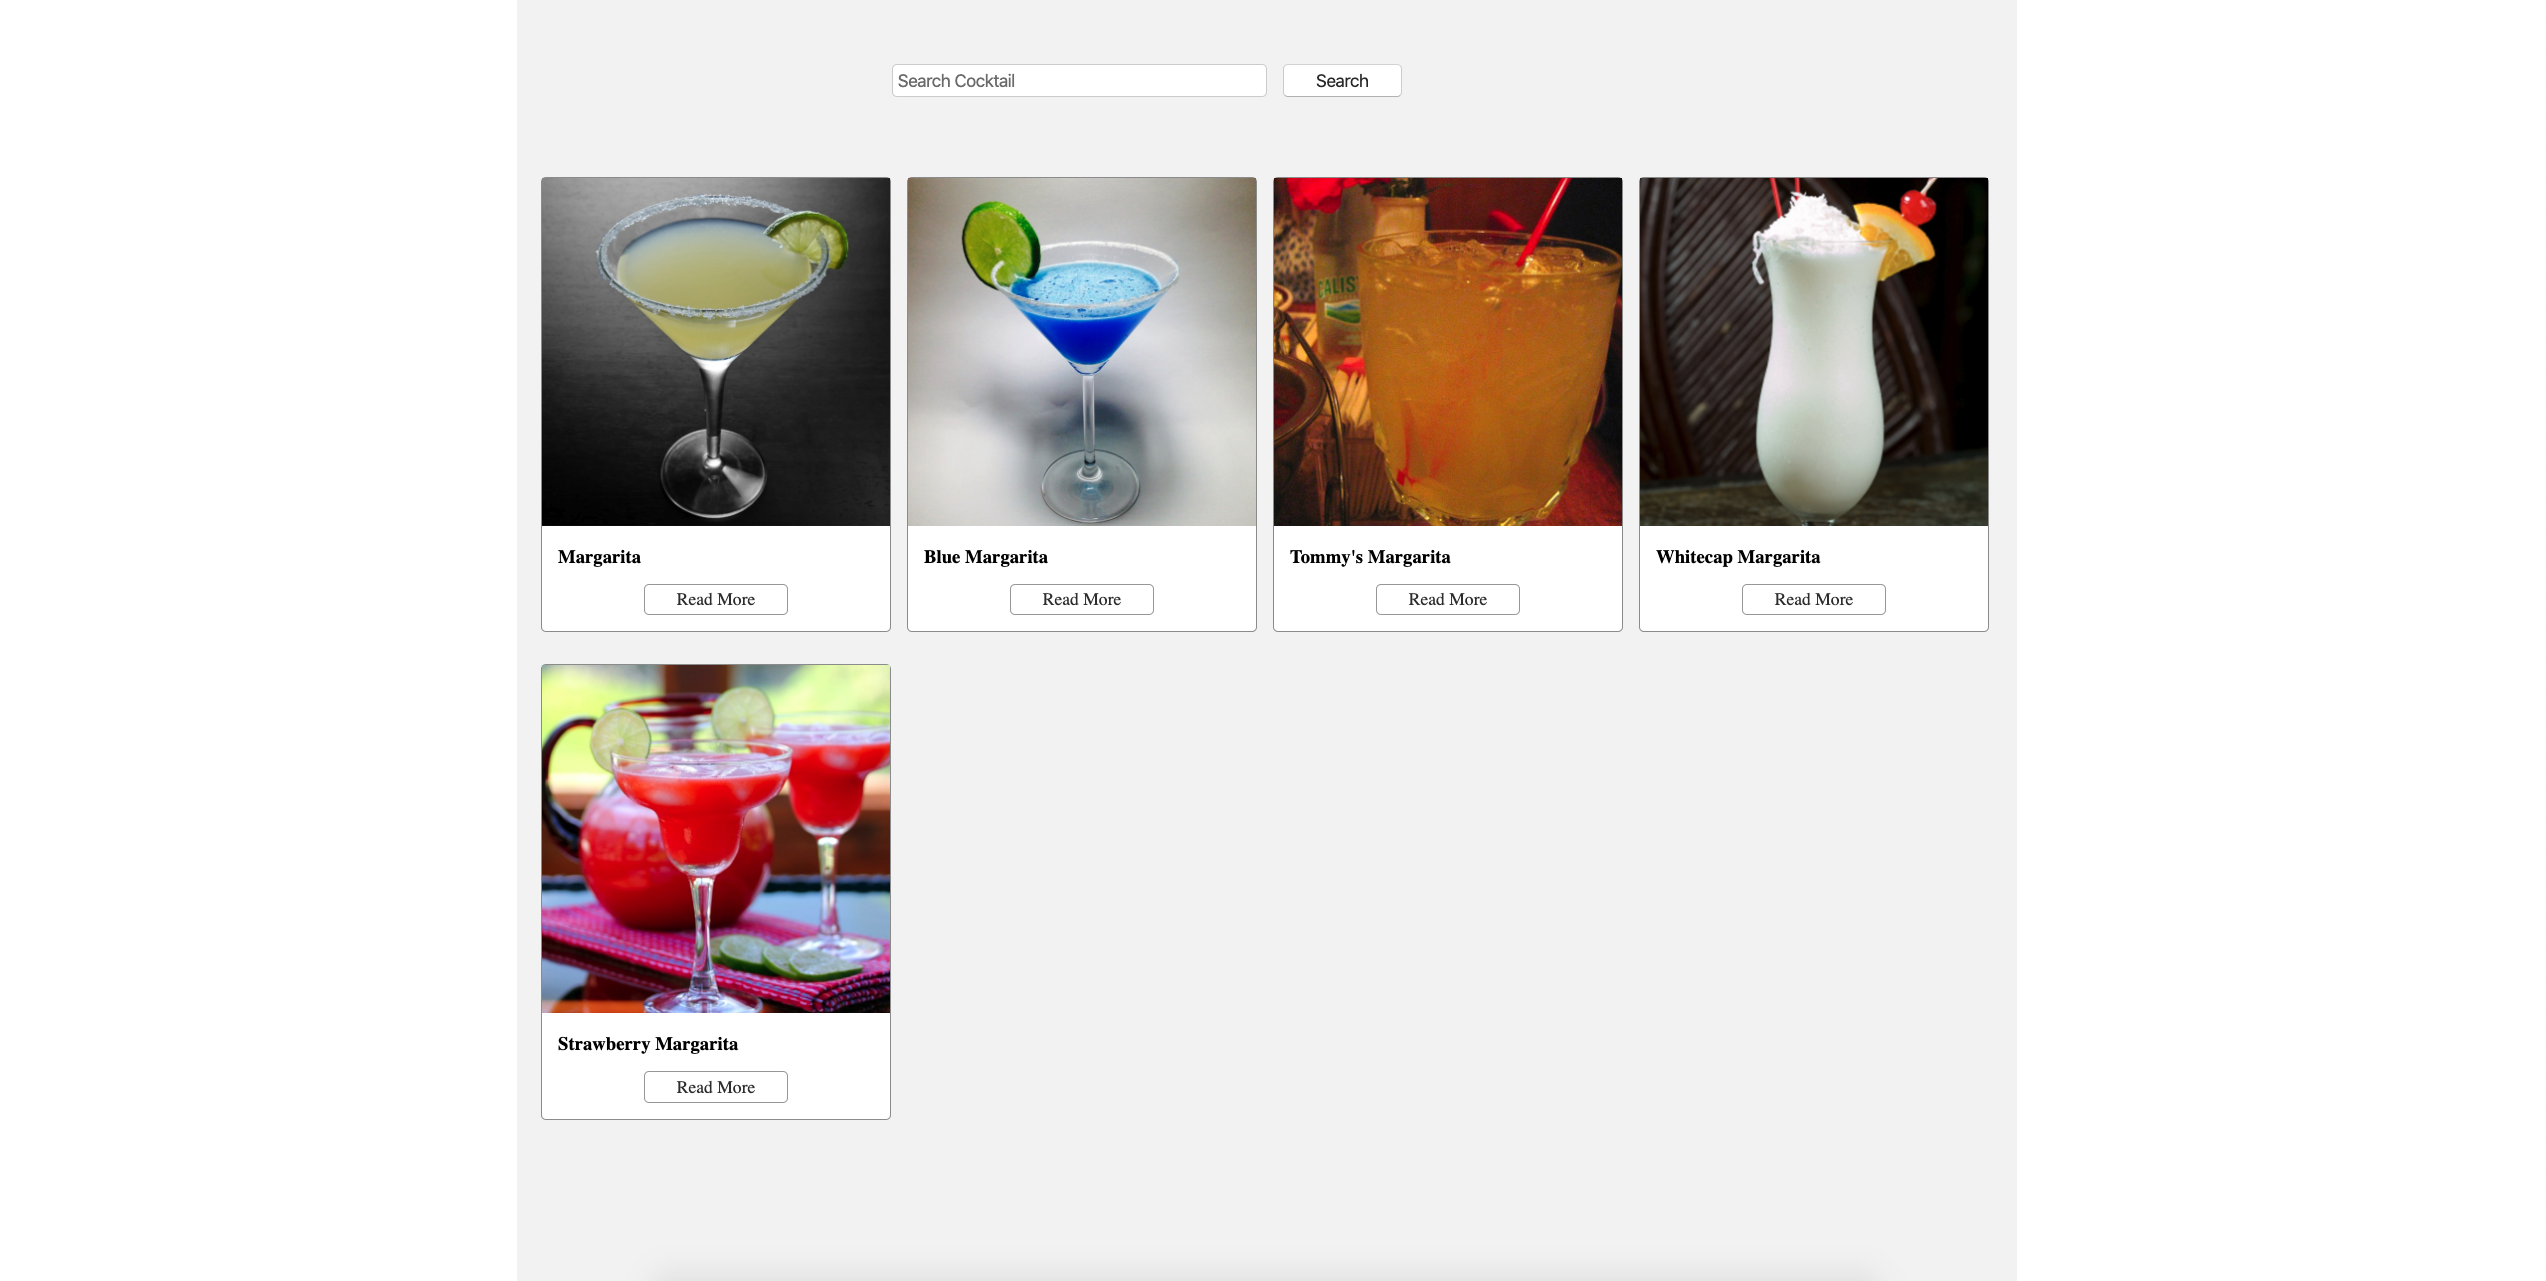 Search Cocktail
Search
CALIS
Margarita
Blue Margarita
Tommy's Margarita
Whitecap Margarita
Read More
Read More
Read More
Read More
Strawberry Margarita
Read More